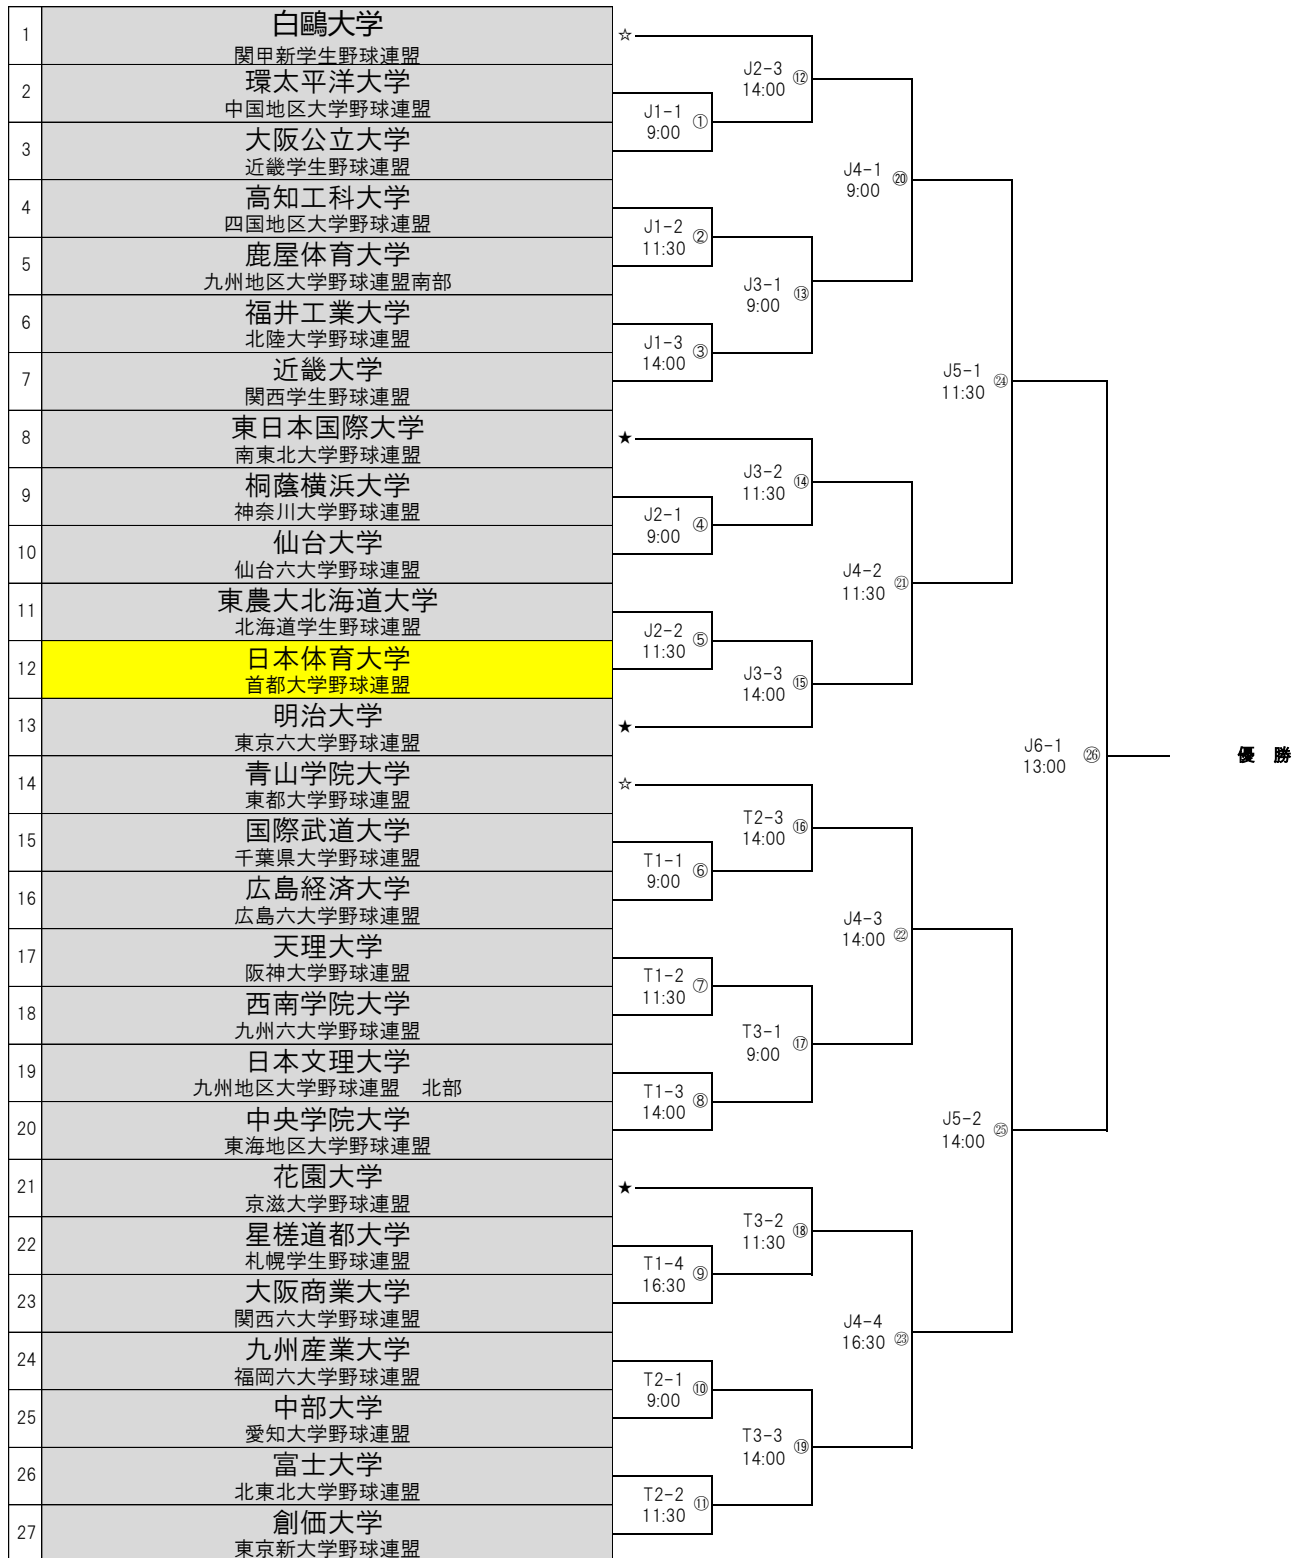 1
白鷗大学
関甲新学生野球連盟
☆
2
環太平洋大学
中国地区大学野球連盟
J2-3 ⑫
14:00
J1-1 ①
9:00
3
大阪公立大学
近畿学生野球連盟
J4-1 ⑳
9:00
4
高知工科大学
四国地区大学野球連盟
J1-2 ②
11:30
5
鹿屋体育大学
九州地区大学野球連盟南部
J3-1 ⑬
9:00
6
福井工業大学
北陸大学野球連盟
J1-3 ③
14:00
7
近畿大学
関西学生野球連盟
J5-1 ㉔
11:30
8
東日本国際大学
南東北大学野球連盟
★
9
桐蔭横浜大学
神奈川大学野球連盟
J3-2 ⑭
11:30
J2-1 ④
9:00
10
仙台大学
仙台六大学野球連盟
J4-2 ㉑
11:30
11
東農大北海道大学
北海道学生野球連盟
J2-2 ⑤
11:30
12
日本体育大学
首都大学野球連盟
J3-3 ⑮
14:00
13
明治大学
東京六大学野球連盟
★
J6-1 ㉖
13:00
優 勝
14
青山学院大学
東都大学野球連盟
☆
15
国際武道大学
千葉県大学野球連盟
T2-3 ⑯
14:00
T1-1 ⑥
9:00
16
広島経済大学
広島六大学野球連盟
J4-3 ㉒
14:00
17
天理大学
阪神大学野球連盟
T1-2 ⑦
11:30
18
西南学院大学
九州六大学野球連盟
T3-1 ⑰
9:00
19
日本文理大学
九州地区大学野球連盟 北部
T1-3 ⑧
14:00
20
中央学院大学
東海地区大学野球連盟
J5-2 ㉕
14:00
21
花園大学
京滋大学野球連盟
★
22
星槎道都大学
札幌学生野球連盟
T3-2 ⑱
11:30
T1-4 ⑨
16:30
23
大阪商業大学
関西六大学野球連盟
J4-4 ㉓
16:30
24
九州産業大学
福岡六大学野球連盟
T2-1 ⑩
9:00
25
中部大学
愛知大学野球連盟
T3-3 ⑲
14:00
26
富士大学
北東北大学野球連盟
T2-2 ⑪
11:30
27
創価大学
東京新大学野球連盟